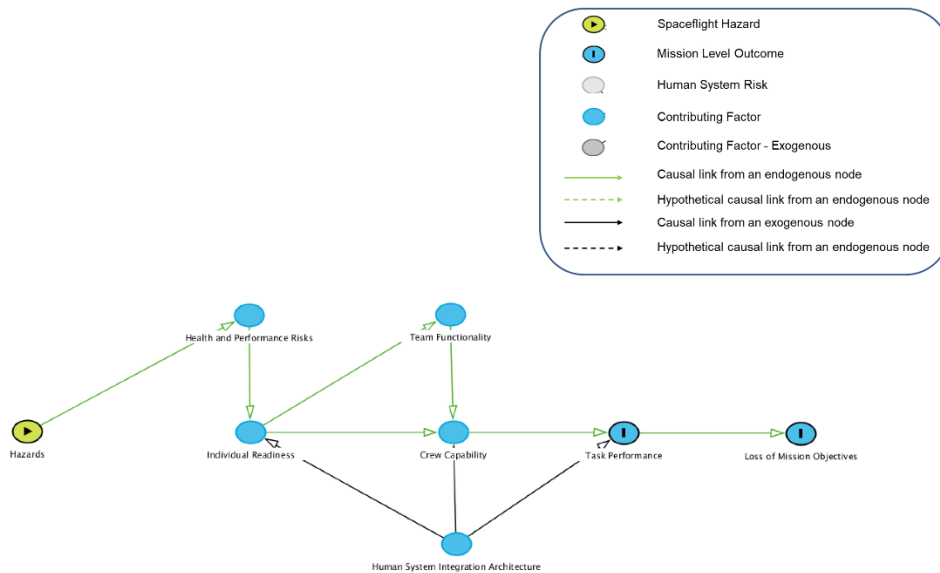 Spaceflight Hazard
Mission Level Outcome
Human System Risk
Contributing Factor
Contributing Factor - Exogenous
Causal link from an endogenous node
Hypothetical causal link from an endogenous node
Causal link from an exogenous node
Hypothetical causal link from an endogenous node
Health and Performance Risks
Team Functionality
Hazards
Individual Readiness
Crew Capability
Task Performance
Loss of Mission Objectives
Human System Integration Architecture